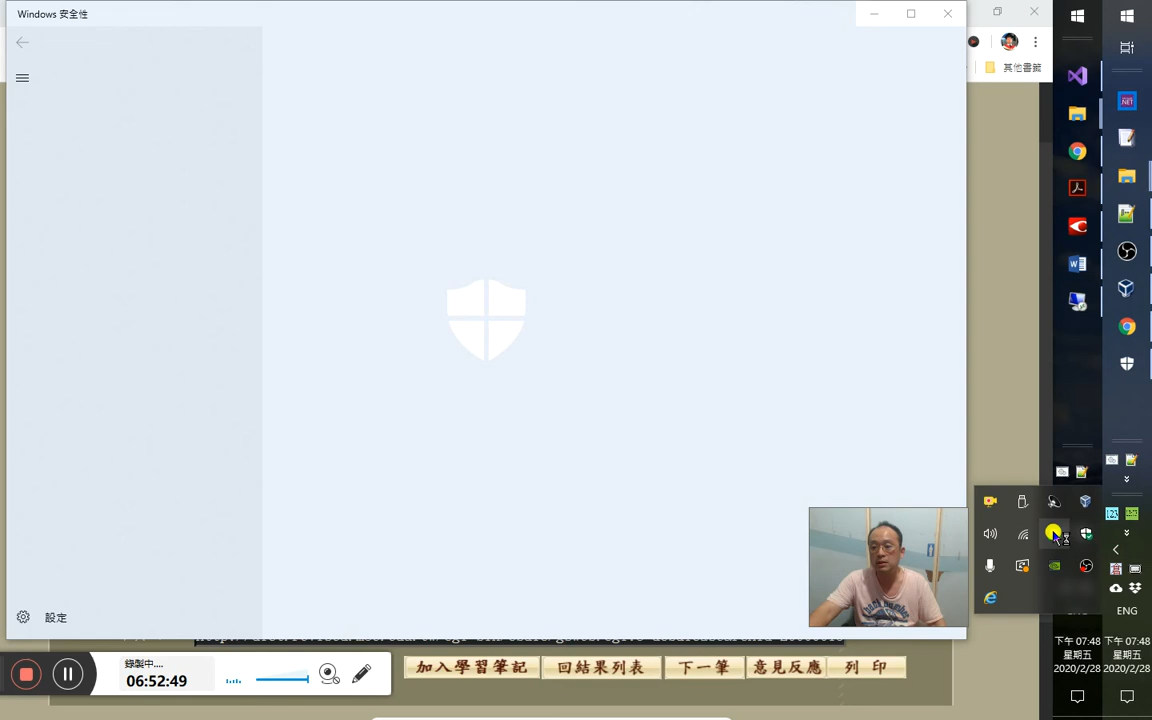 Windows 安全性
其他書籤
設定
錄製中....
06:52:49
加入學習筆記
回結果列表
下一筆
意見反應
列 印
ENG
下午 07:48
星期五
2020/2/28
下午 07:48
星期五
2020/2/28